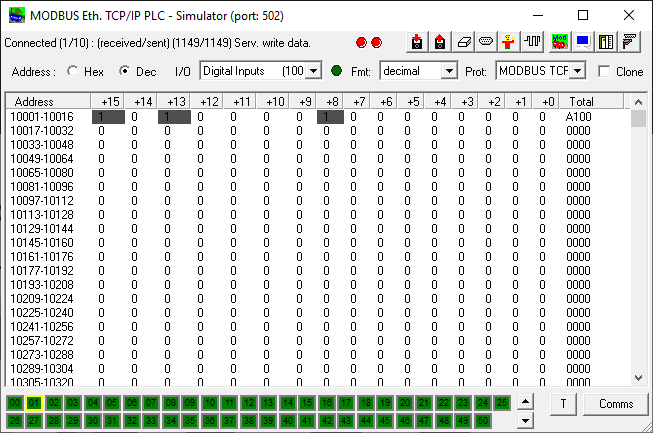 MODBUS Eth. TCP/IP PLC - Simulator (port: 502)
Connected (1/10) : (received/sent) (1149/1149) Serv. write data.
Address : Hex Dec I/O Digital Inputs (100 Fmt: decimal Prot: MODBUS TCP Clone
Address +15 +14 +13 +12 +11 +10 +9 +8 +7 +6 +5 +4 +3 +2 +1 +0 Total
10001-10016 1 0 1 0 0 0 0 1 0 0 0 0 0 0 0 0 A100
10017-10032 0 0 0 0 0 0 0 0 0 0 0 0 0 0 0 0 0000
10033-10048 0 0 0 0 0 0 0 0 0 0 0 0 0 0 0 0 0000
10049-10064 0 0 0 0 0 0 0 0 0 0 0 0 0 0 0 0 0000
10065-10080 0 0 0 0 0 0 0 0 0 0 0 0 0 0 0 0 0000
10081-10096 0 0 0 0 0 0 0 0 0 0 0 0 0 0 0 0 0000
10097-10112 0 0 0 0 0 0 0 0 0 0 0 0 0 0 0 0 0000
10113-10128 0 0 0 0 0 0 0 0 0 0 0 0 0 0 0 0 0000
10129-10144 0 0 0 0 0 0 0 0 0 0 0 0 0 0 0 0 0000
10145-10160 0 0 0 0 0 0 0 0 0 0 0 0 0 0 0 0 0000
10161-10176 0 0 0 0 0 0 0 0 0 0 0 0 0 0 0 0 0000
10177-10192 0 0 0 0 0 0 0 0 0 0 0 0 0 0 0 0 0000
10193-10208 0 0 0 0 0 0 0 0 0 0 0 0 0 0 0 0 0000
10209-10224 0 0 0 0 0 0 0 0 0 0 0 0 0 0 0 0 0000
10225-10240 0 0 0 0 0 0 0 0 0 0 0 0 0 0 0 0 0000
10241-10256 0 0 0 0 0 0 0 0 0 0 0 0 0 0 0 0 0000
10257-10272 0 0 0 0 0 0 0 0 0 0 0 0 0 0 0 0 0000
10273-10288 0 0 0 0 0 0 0 0 0 0 0 0 0 0 0 0 0000
10289-10304 0 0 0 0 0 0 0 0 0 0 0 0 0 0 0 0 0000
10305-10320 0 0 0 0 0 0 0 0 0 0 0 0 0 0 0 0 0000
00 01 02 03 04 05 06 07 08 09 10 11 12 13 14 15 16 17 18 19 20 21 22 23 24 25 T Comms
26 27 28 29 30 31 32 33 34 35 36 37 38 39 40 41 42 43 44 45 46 47 48 49 50